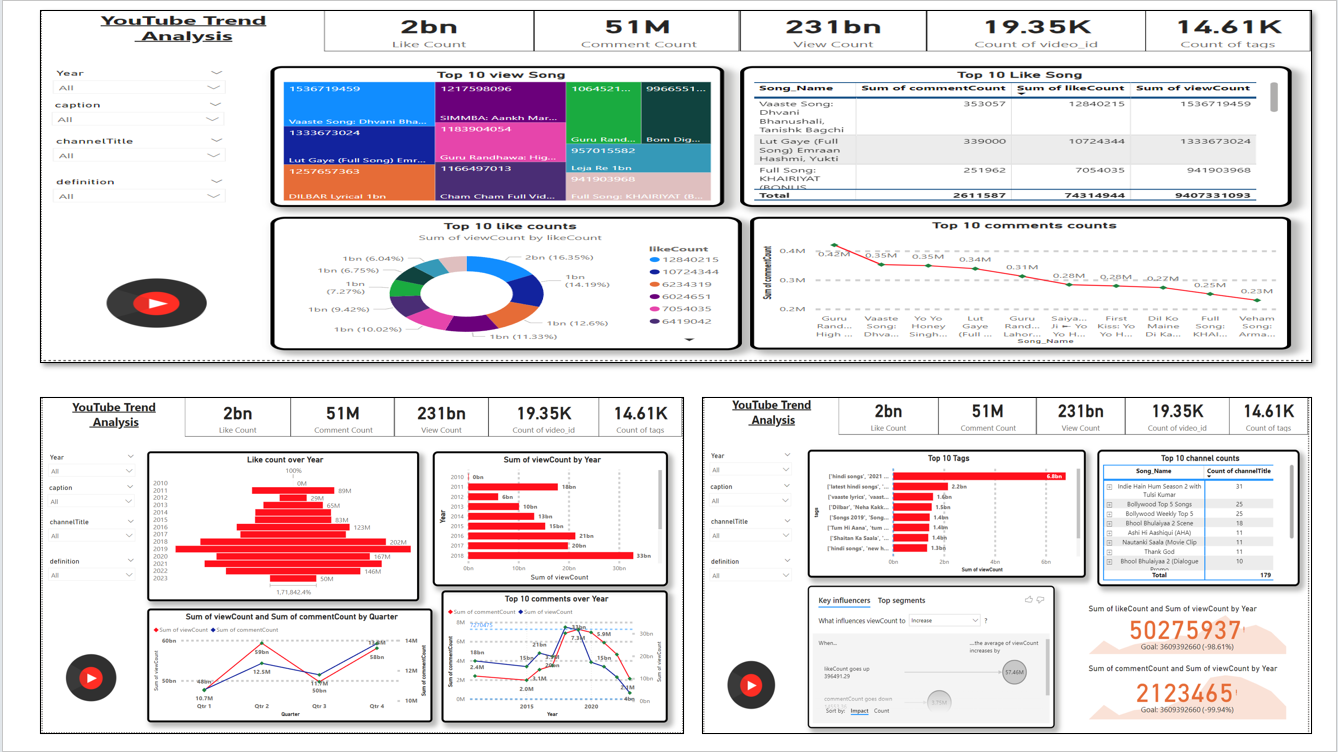 YouTube Trend
Analysis
2bn
Like Count
51M
Comment Count
231bn
View Count
19.35K
Count of video_id
14.61K
Count of tags
Year
All
caption
All
channelTitle
All
definition
All
Top 10 view Song
1536719459
Vaaste Song: Dhvani Bha...
1333673024
Lut Gaye (Full Song) Emr...
1257657363
DILBAR Lyrical 1bn
1217598096
SIMMBA: Aankh Mar...
1183904054
Guru Randhawa: Hig...
1166497013
Cham Cham Full Vid...
1064521...
Guru Rand...
9966551...
Bom Dig...
957015582
Leja Re 1bn
941903968
Full Song: KHAIRIYAT (B...
Top 10 Like Song
Song_Name Sum of commentCount Sum of likeCount Sum of viewCount
Vaaste Song: 353057 12840215 1536719459
Dhvani
Bhanushali,
Tanishk Bagchi
Lut Gaye (Full 339000 10724344 1333673024
Song) Emraan
Hashmi, Yukti
Full Song: 251962 7054035 941903968
KHAIRIYAT
(BONUS
Total 2611587 74314944 9407331093
Top 10 like counts
Sum of viewCount by likeCount
2bn (16.35%)
1bn
(14.19%)
1bn (12.6%)
1bn (11.33%)
1bn (10.02%)
1bn (9.42%)
1bn
(7.27%)
1bn (6.75%)
1bn (6.04%)
likeCount
12840215
10724344
6234319
6024651
7054035
6419042
Top 10 comments counts
Sum of commentCount
0.4M
0.3M
0.2M
0.42M
0.35M
0.35M
0.34M
0.31M
0.28M
0.28M
0.27M
0.25M
0.23M
Guru Rand... High ...
Vaaste Song: Dhva...
Yo Yo Honey Singh...
Lut Gaye (Full ...
Guru Rand... Lahor...
Saiya... Ji ► Yo Yo H...
First Kiss: Yo Yo H...
Dil Ko Maine Di Ka...
Full Song: KHAI...
Veham Song: Arma...
Song_Name
YouTube Trend
Analysis
2bn
Like Count
51M
Comment Count
231bn
View Count
19.35K
Count of video_id
14.61K
Count of tags
Year
All
caption
All
channelTitle
All
definition
All
Like count over Year
100%
2010 0M
2011 89M
2012 29M
2013 65M
2014
2015 83M
2016 123M
2017
2018 202M
2019
2020 167M
2021
2022 146M
2023 50M
1,71,842.4%
Sum of viewCount by Year
Year
2010 0bn
2011 18bn
2012 6bn
2013 10bn
2014 13bn
2015 15bn
2016 21bn
2017 20bn
2018 33bn
0bn 10bn 20bn 30bn
Sum of viewCount
Sum of viewCount and Sum of commentCount by Quarter
Sum of viewCount Sum of commentCount
Sum of viewCount
60bn
50bn
48bn
10.7M
59bn
12.5M
50bn
58bn
14M
12M
10M
Sum of commentCount
Qtr 1 Qtr 2 Qtr 3 Qtr 4
Quarter
Top 10 comments over Year
Sum of commentCount Sum of viewCount
Sum of commentCount
8M
6M
4M
2M
0M
7270475
18bn
2.4M
15bn
2.0M
21bn
3.1M
20bn
33bn
7.3M
5.9M
15bn
2.1M
4bn
30bn
20bn
10bn
0bn
Sum of viewCount
2015 2020
Year
YouTube Trend
Analysis
2bn
Like Count
51M
Comment Count
231bn
View Count
19.35K
Count of video_id
14.61K
Count of tags
Year
All
caption
All
channelTitle
All
definition
All
Top 10 Tags
tags
['hindi songs', '2021 ... 6.8bn
['latest hindi songs', '... 2.2bn
['vaaste lyrics', 'vaast... 1.6bn
['Dilbar', 'Neha Kakk... 1.5bn
['Songs 2019', 'Song... 1.4bn
['Tum Hi Aana', 'tum ... 1.4bn
['Shaitan Ka Saala', ... 1.4bn
['hindi songs', 'new h... 1.3bn
0bn 2bn 4bn 6bn
Sum of viewCount
Top 10 channel counts
Song_Name Count of channelTitle
Indie Hain Hum Season 2 with 31
Tulsi Kumar
Bollywood Top 5 Songs 25
Bollywood Weekly Top 5 25
Bhool Bhulaiyaa 2 Scene 18
Ashi Hi Aashiqui (AHA) 11
Nautanki Saala (Movie Clip 11
Thank God 11
Bhool Bhulaiyaa 2 (Dialogue 10
Promo
Total 179
Key influencers Top segments
What influences viewCount to Increase ?
When...
...the average of viewCount
increases by
likeCount goes up
396491.29
57.46M
commentCount goes down
Sort by: Impact Count
Sum of likeCount and Sum of viewCount by Year
50275937
Goal: 3609392660 (-98.61%)
Sum of commentCount and Sum of viewCount by Year
2123465
Goal: 3609392660 (-99.94%)